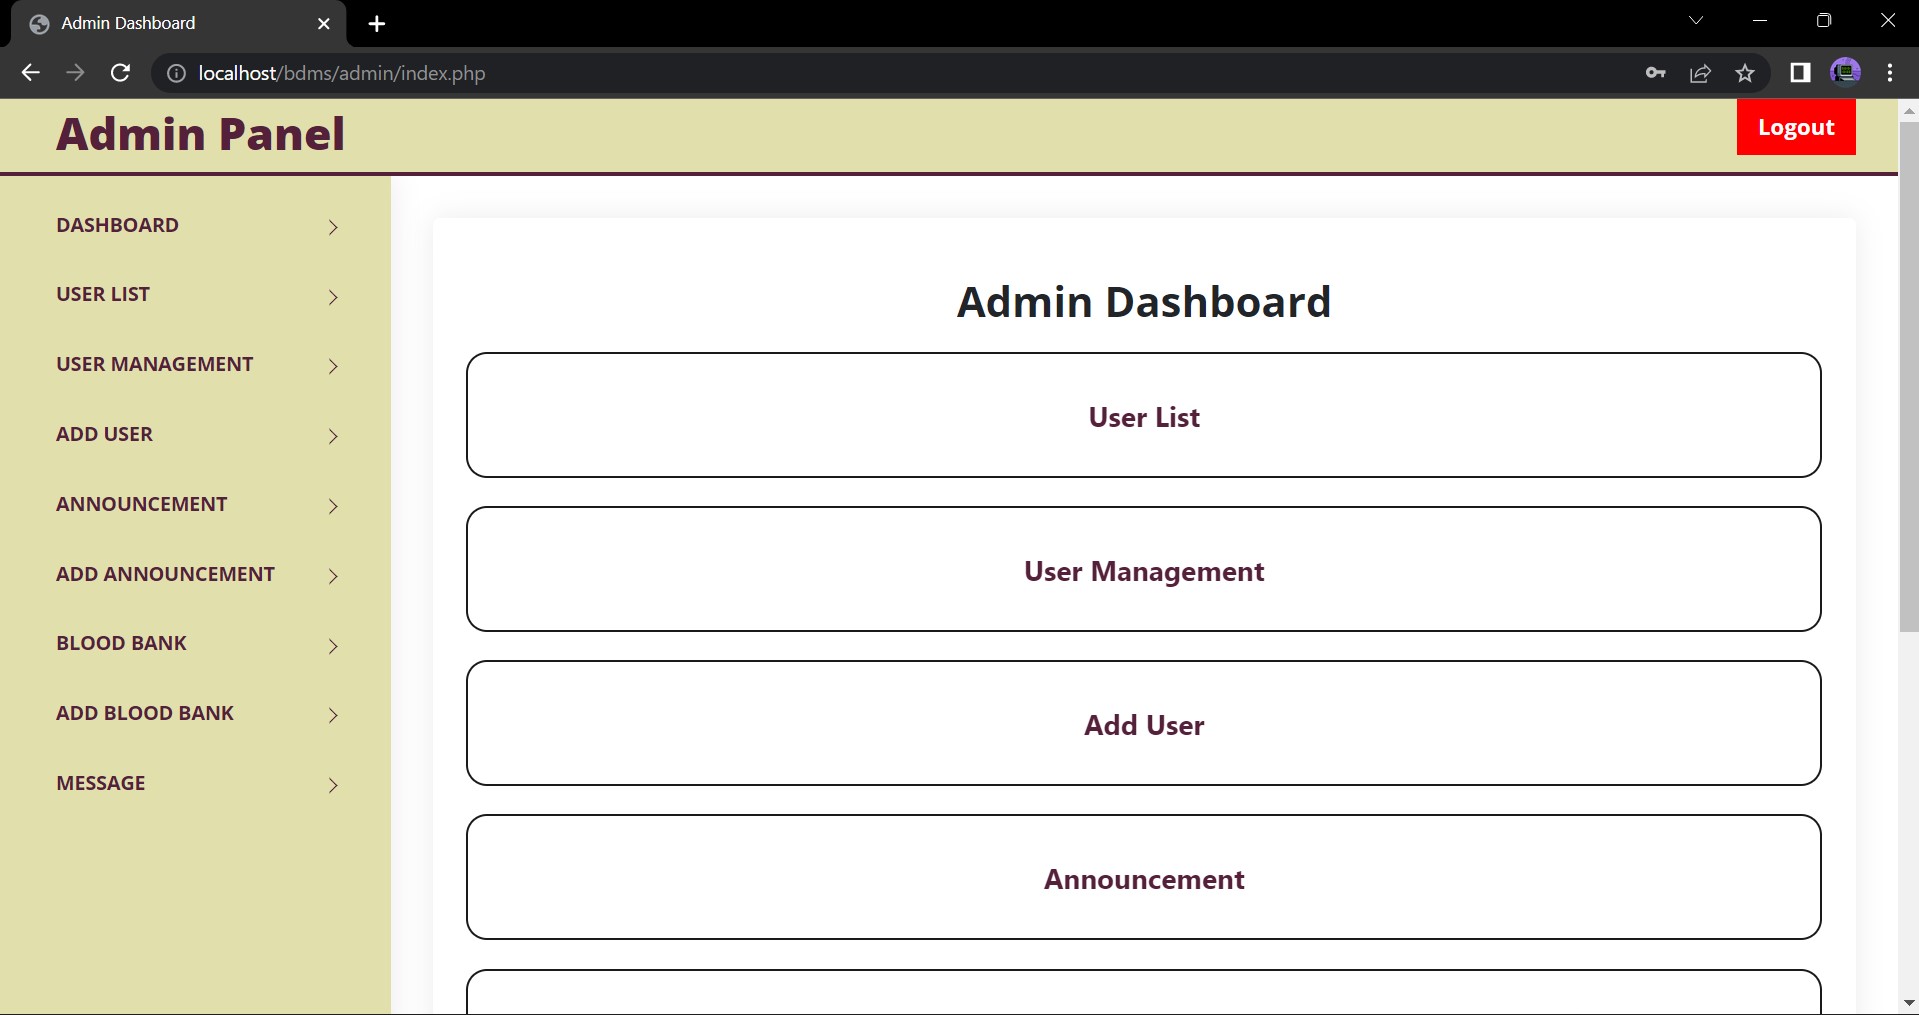 Admin Dashboard
localhost/bdms/admin/index.php
Admin Panel
Logout
DASHBOARD
USER LIST
USER MANAGEMENT
ADD USER
ANNOUNCEMENT
ADD ANNOUNCEMENT
BLOOD BANK
ADD BLOOD BANK
MESSAGE
Admin Dashboard
User List
User Management
Add User
Announcement